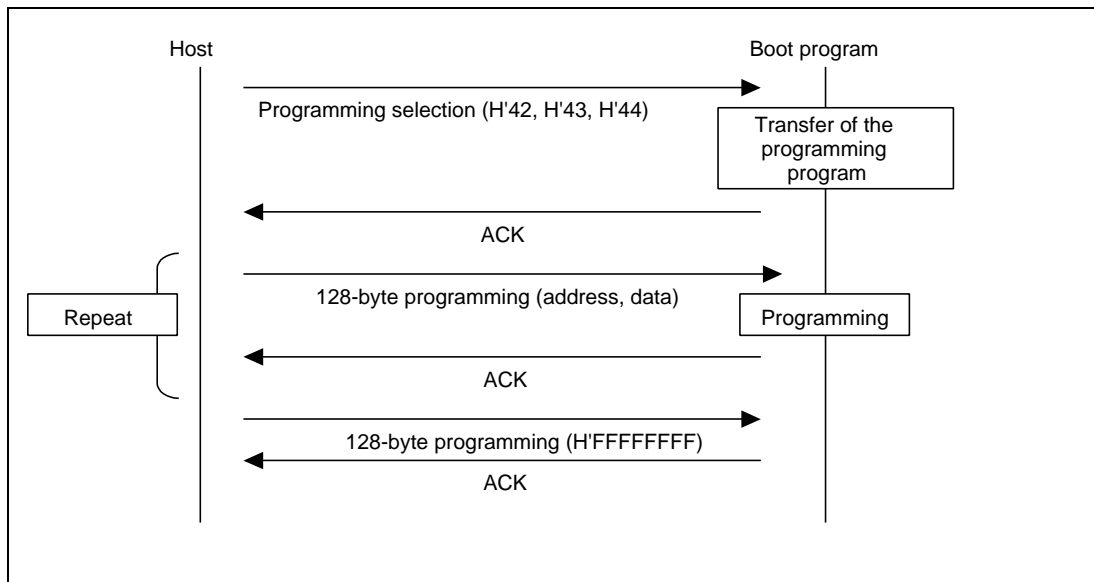 Host
Boot program
Programming selection (H'42, H'43, H'44)
Transfer of the
programming
program
ACK
128-byte programming (address, data)
Repeat
Programming
ACK
128-byte programming (H'FFFFFFFF)
ACK